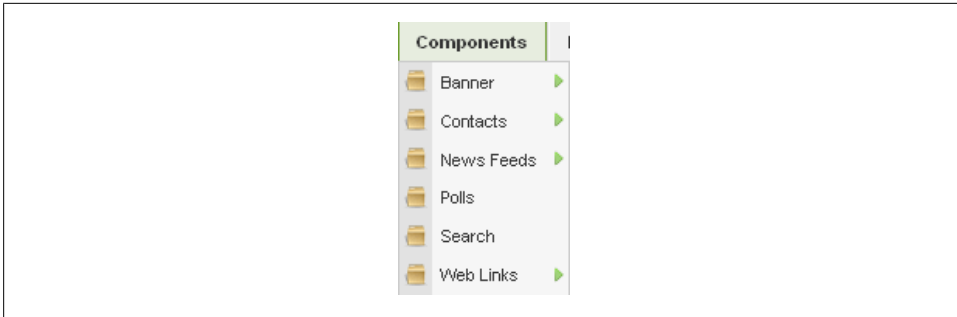 Components
Banner
Contacts
News Feeds
Polls
Search
Web Links